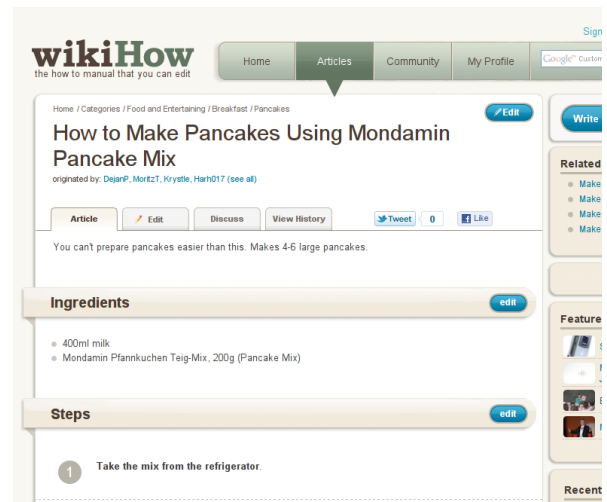 Sign
wikiHow
the how to manual that you can edit
Home
Articles
Community
My Profile
Google™ Custom
Home / Categories / Food and Entertaining / Breakfast / Pancakes
Edit
How to Make Pancakes Using Mondamin
Pancake Mix
originated by: DejanP, MoritzT, Krystle, Harh017 (see all)
Article
Edit
Discuss
View History
Tweet
0
Like
You can't prepare pancakes easier than this. Makes 4-6 large pancakes.
Ingredients
edit
400ml milk
Mondamin Pfannkuchen Teig-Mix, 200g (Pancake Mix)
Steps
edit
1
Take the mix from the refrigerator.
Write
Related
Make
Make
Make
Make
Feature
Recent